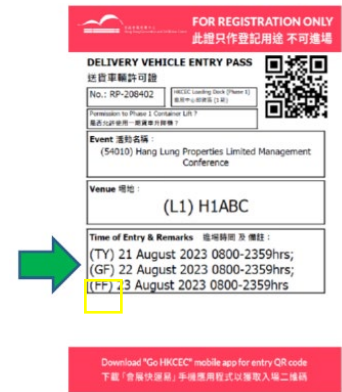 FOR REGISTRATION ONLY
此證只作登記用途 不可進場
DELIVERY VEHICLE ENTRY PASS
送貨車輛許可證
No.: RP-208402
HKCEC Loading Dock (Phase 1)
Permission to Phase 1 Container Lift ?
Event 活動名稱 :
(54010) Hang Lung Properties Limited Management
Conference
Venue 場地 :
(L1) H1ABC
Time of Entry & Remarks 進場時間 及 備註 :
(TY) 21 August 2023 0800-2359hrs;
(GF) 22 August 2023 0800-2359hrs;
(FF) 23 August 2023 0800-2359hrs
Download "Go HKCEC" mobile app for entry QR code
下載「會展快運易」手機應用程式以獲取入場二維碼